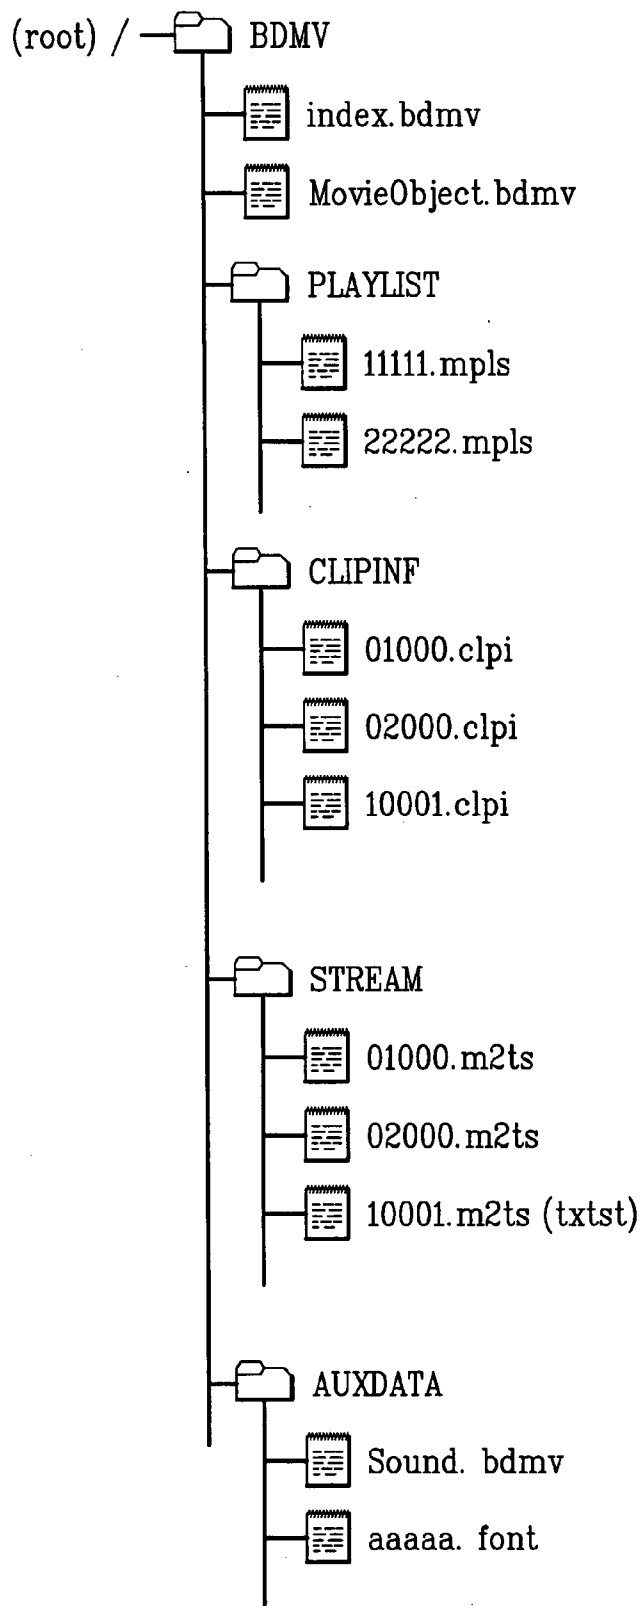 (root) / BDMV
index.bdmv
MovieObject.bdmv
PLAYLIST
11111.mpls
22222.mpls
CLIPINF
01000.clpi
02000.clpi
10001.clpi
STREAM
01000.m2ts
02000.m2ts
10001.m2ts (txtst)
AUXDATA
Sound. bdmv
aaaaa. font